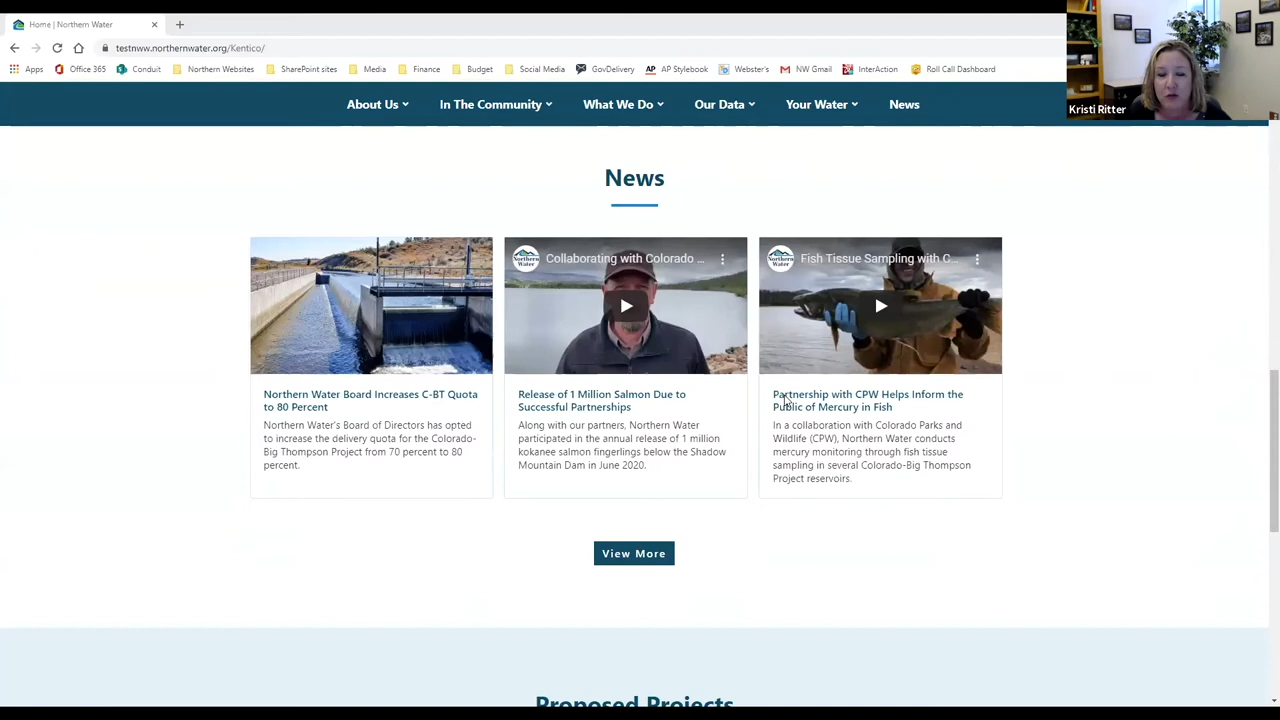 Home | Northern Water
testnww.northernwater.org/Kentico/
Apps Office 365 Conduit Northern Websites SharePoint sites Media Finance Budget Social Media GovDelivery AP AP Stylebook Webster's NW Gmail InterAction Roll Call Dashboard
Kristi Ritter
About Us In The Community What We Do Our Data Your Water News
News
Northern Water
Collaborating with Colorado ...
Northern Water
Fish Tissue Sampling with C...
Northern Water Board Increases C-BT Quota
to 80 Percent
Northern Water's Board of Directors has opted
to increase the delivery quota for the Colorado-
Big Thompson Project from 70 percent to 80
percent.
Release of 1 Million Salmon Due to
Successful Partnerships
Along with our partners, Northern Water
participated in the annual release of 1 million
kokanee salmon fingerlings below the Shadow
Mountain Dam in June 2020.
Partnership with CPW Helps Inform the
Public of Mercury in Fish
In a collaboration with Colorado Parks and
Wildlife (CPW), Northern Water conducts
mercury monitoring through fish tissue
sampling in several Colorado-Big Thompson
Project reservoirs.
View More
Proposed Projects